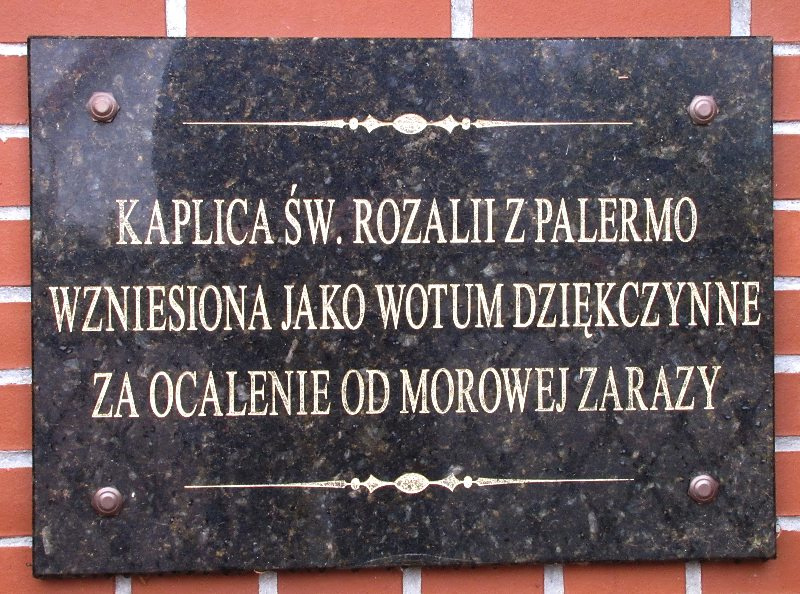 KAPLICA ŚW. ROZALII Z PALERMO
WZNIESIONA JAKO WOTUM DZIĘKCZYNNE
ZA OCALENIE OD MOROWEJ ZARAZY